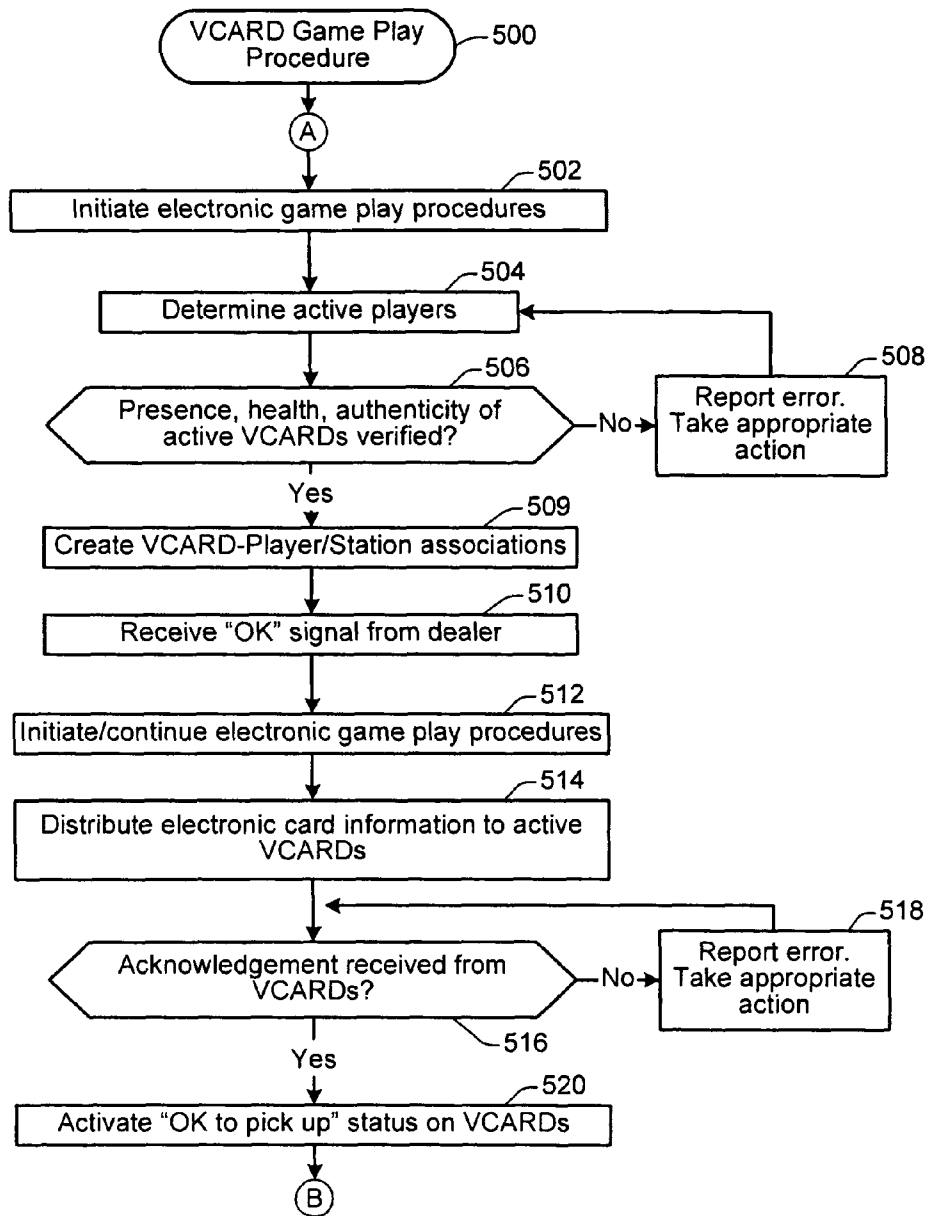 VCARD Game Play
Procedure
500
A
502
Initiate electronic game play procedures
504
Determine active players
506
Presence, health, authenticity of
active VCARDs verified?
No
508
Report error.
Take appropriate
action
Yes
509
Create VCARD-Player/Station associations
510
Receive “OK” signal from dealer
512
Initiate/continue electronic game play procedures
514
Distribute electronic card information to active
VCARDs
Acknowledgement received from
VCARDs?
No
518
Report error.
Take appropriate
action
516
Yes
520
Activate “OK to pick up” status on VCARDs
B